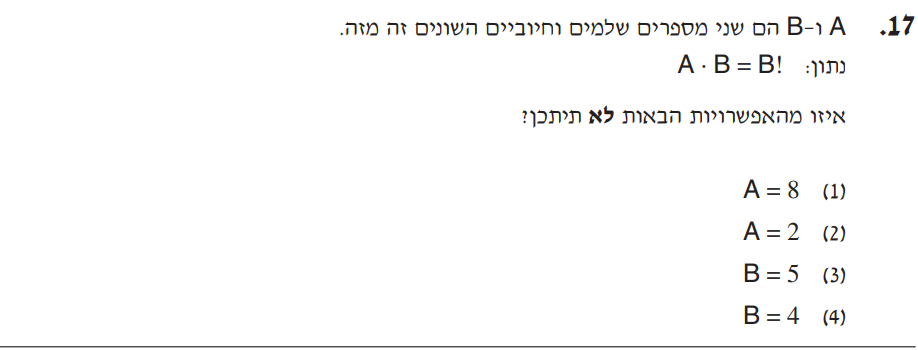 17. A ו-B הם שני מספרים שלמים וחיוביים השונים זה מזה.
נתון: A · B = B!
איזו מהאפשרויות הבאות לא תיתכן?
(1) A = 8
(2) A = 2
(3) B = 5
(4) B = 4